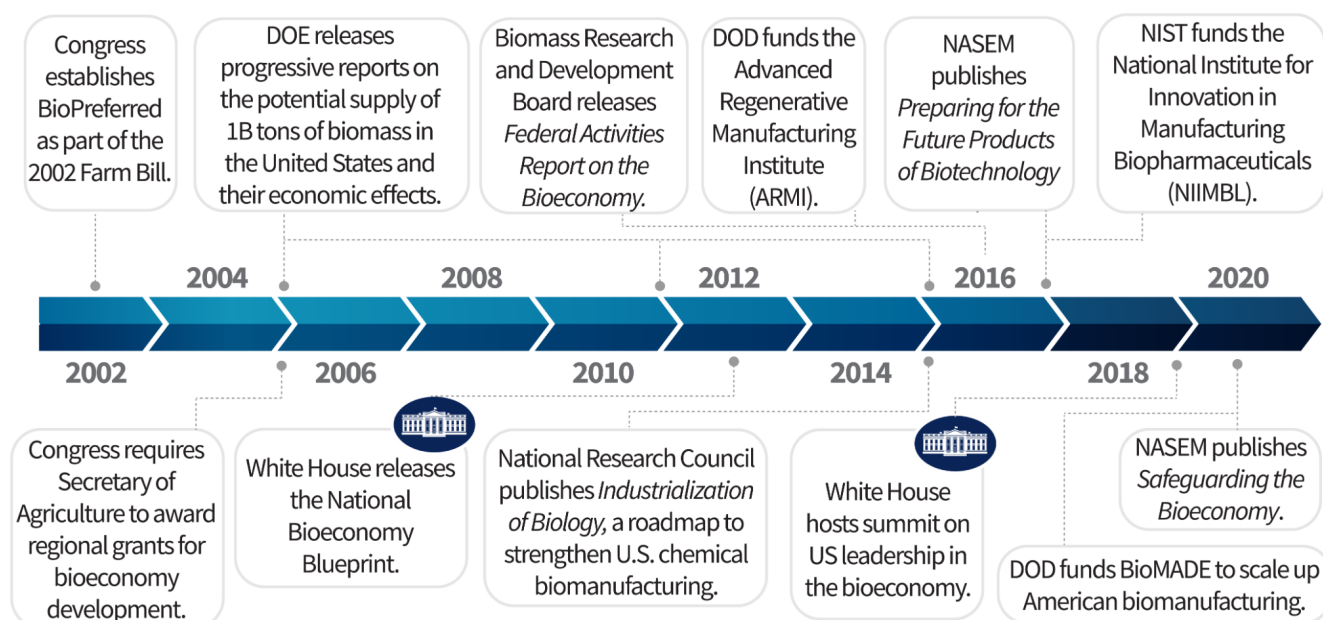 Congress
establishes
BioPreferred
as part of the
2002 Farm Bill.
DOE releases
progressive reports on
the potential supply of
1B tons of biomass in
the United States and
their economic effects.
Biomass Research
and Development
Board releases
Federal Activities
Report on the
Bioeconomy.
DOD funds the
Advanced
Regenerative
Manufacturing
Institute
(ARMI).
NASEM
publishes
Preparing for the
Future Products
of Biotechnology
NIST funds the
National Institute for
Innovation in
Manufacturing
Biopharmaceuticals
(NIIMBL).
2004
2008
2012
2016
2020
2002
2006
2010
2014
2018
Congress requires
Secretary of
Agriculture to award
regional grants for
bioeconomy
development.
White House releases
the National
Bioeconomy
Blueprint.
National Research Council
publishes Industrialization
of Biology, a roadmap to
strengthen U.S. chemical
biomanufacturing.
White House
hosts summit on
US leadership in
the bioeconomy.
NASEM publishes
Safeguarding the
Bioeconomy.
DOD funds BioMADE to scale up
American biomanufacturing.